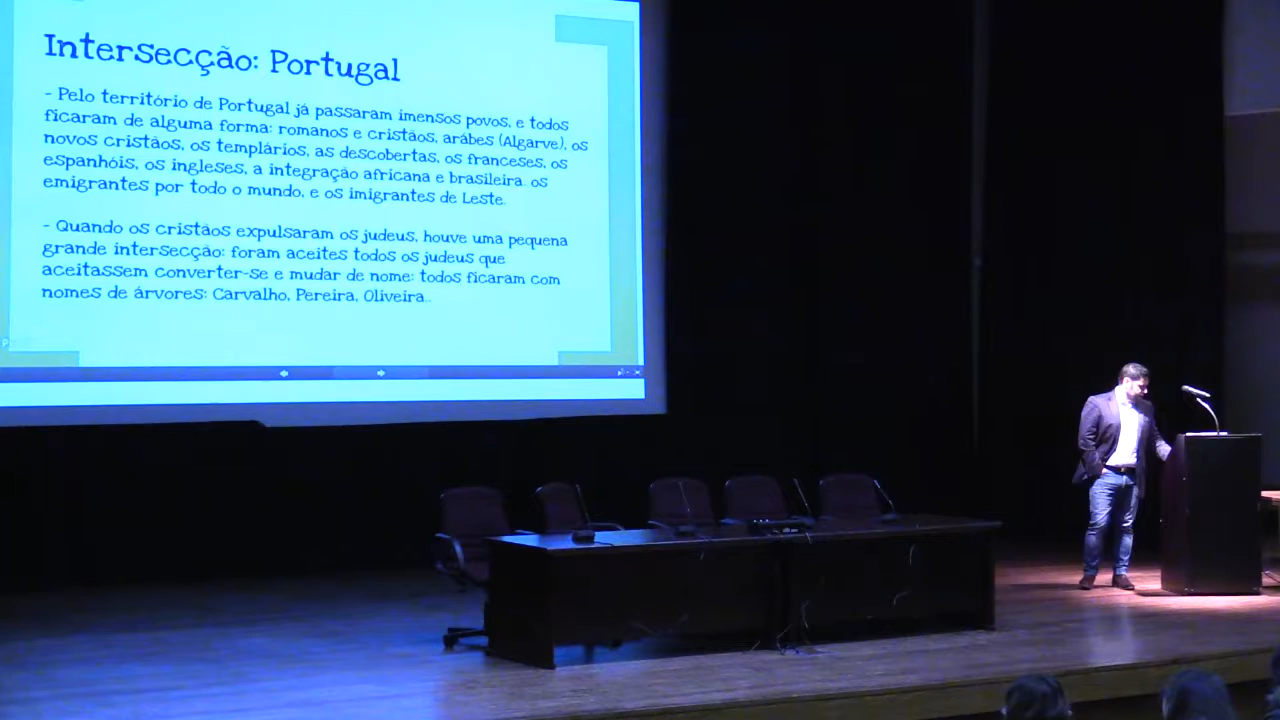 Intersecção: Portugal
- Pelo território de Portugal já passaram imensos povos, e todos
ficaram de alguma forma: romanos e cristãos, arábes (Algarve), os
novos cristãos, os templários, as descobertas, os franceses, os
espanhóis, os ingleses, a integração africana e brasileira. os
emigrantes por todo o mundo, e os imigrantes de Leste.
- Quando os cristãos expulsaram os judeus, houve uma pequena
grande intersecção: foram aceites todos os judeus que
aceitassem converter-se e mudar de nome: todos ficaram com
nomes de árvores: Carvalho, Pereira, Oliveira..